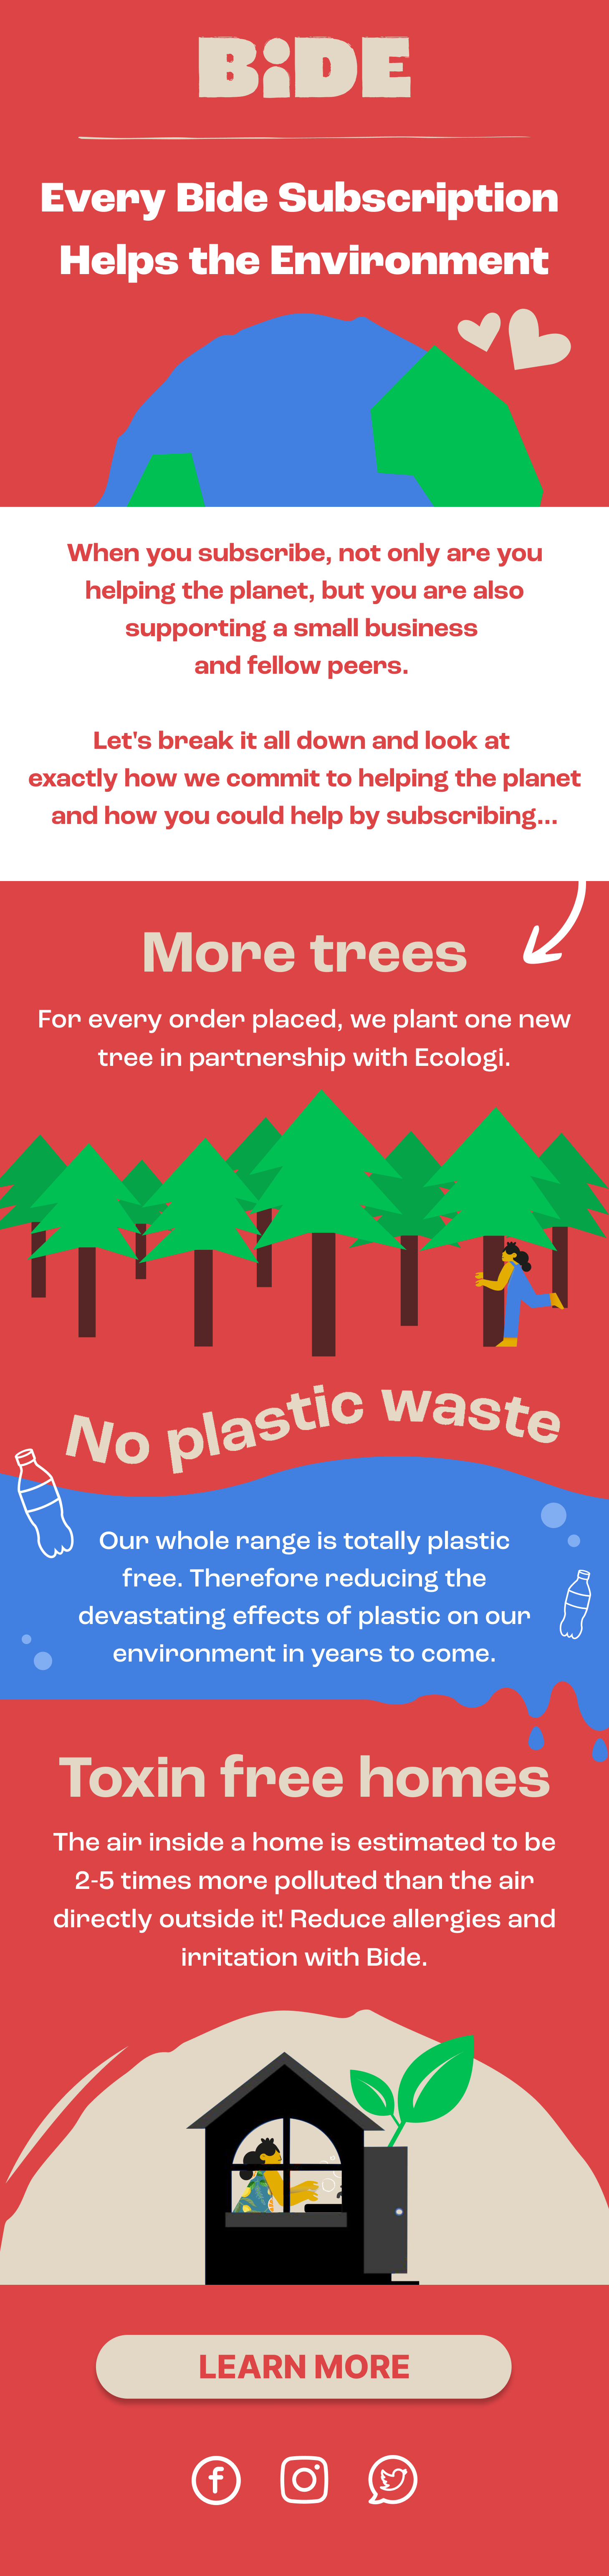 BiDE
Every Bide Subscription
Helps the Environment
When you subscribe, not only are you
helping the planet, but you are also
supporting a small business
and fellow peers.
Let's break it all down and look at
exactly how we commit to helping the planet
and how you could help by subscribing...
More trees
For every order placed, we plant one new
tree in partnership with Ecologi.
No plastic waste
Our whole range is totally plastic
free. Therefore reducing the
devastating effects of plastic on our
environment in years to come.
Toxin free homes
The air inside a home is estimated to be
2-5 times more polluted than the air
directly outside it! Reduce allergies and
irritation with Bide.
LEARN MORE